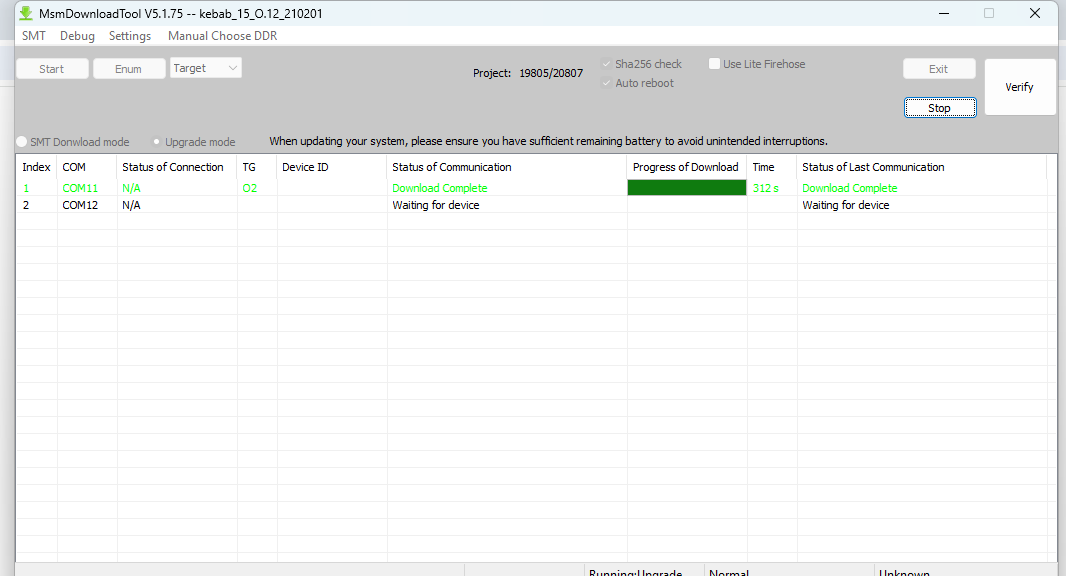 MsmDownloadTool V5.1.75 -- kebab_15_O.12_210201
SMT Debug Settings Manual Choose DDR
Start Enum Target Project: 19805/20807 Sha256 check Use Lite Firehose Exit
Auto reboot Verify
Stop
SMT Donwload mode Upgrade mode When updating your system, please ensure you have sufficient remaining battery to avoid unintended interruptions.
Index COM Status of Connection TG Device ID Status of Communication Progress of Download Time Status of Last Communication
1 COM11 N/A O2 Download Complete 312 s Download Complete
2 COM12 N/A Waiting for device Waiting for device
Running:Upgrade Normal Unknown